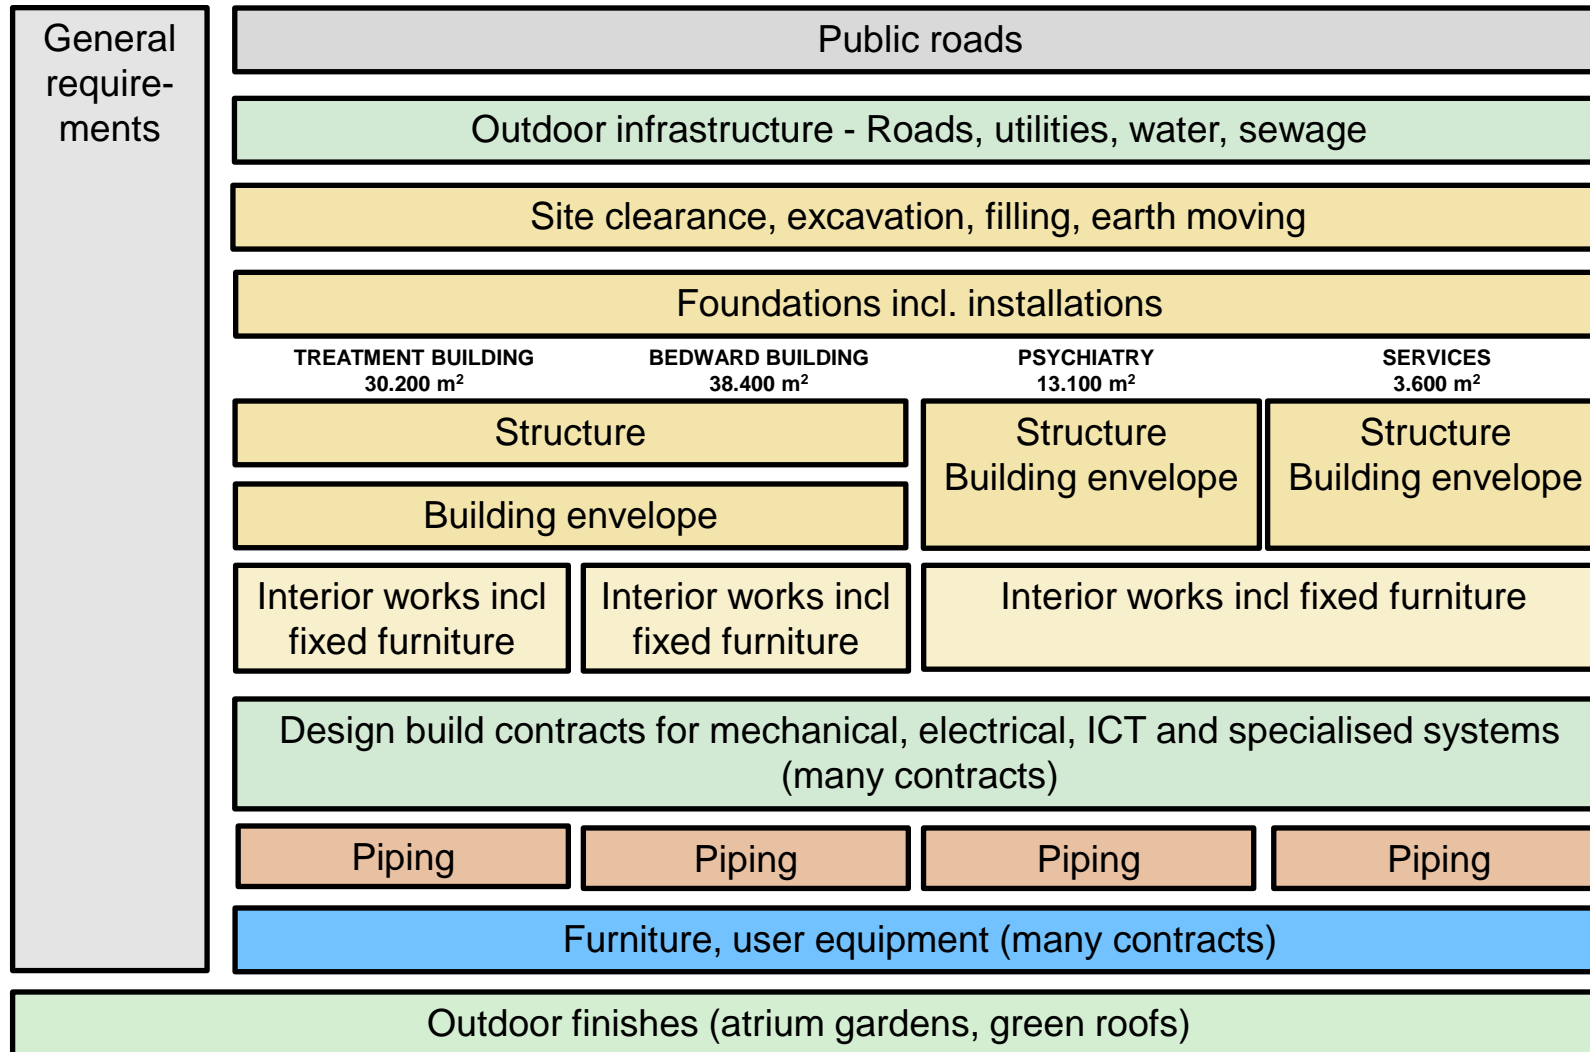 General
require-
ments
Public roads
Outdoor infrastructure - Roads, utilities, water, sewage
Site clearance, excavation, filling, earth moving
Foundations incl. installations
TREATMENT BUILDING
30.200 m²
BEDWARD BUILDING
38.400 m²
PSYCHIATRY
13.100 m²
SERVICES
3.600 m²
Structure
Building envelope
Structure
Building envelope
Structure
Building envelope
Interior works incl
fixed furniture
Interior works incl
fixed furniture
Interior works incl fixed furniture
Design build contracts for mechanical, electrical, ICT and specialised systems
(many contracts)
Piping
Piping
Piping
Piping
Furniture, user equipment (many contracts)
Outdoor finishes (atrium gardens, green roofs)